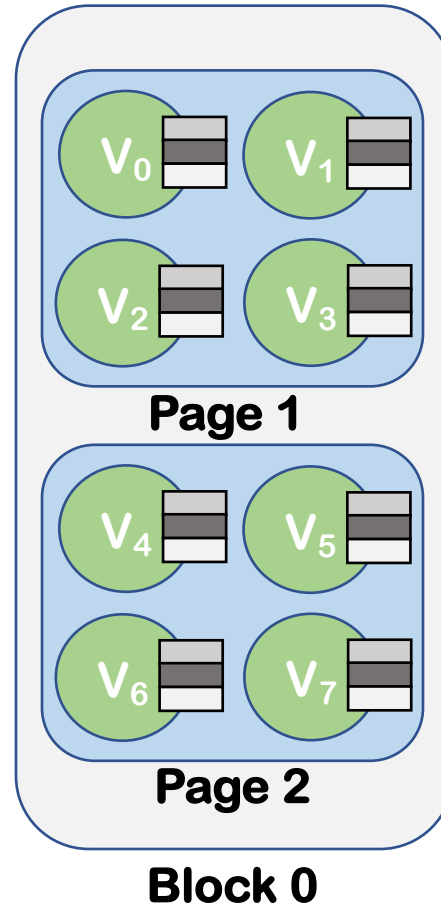 V₀ V₁
V₂ V₃
Page 1
V₄ V₅
V₆ V₇
Page 2
Block 0